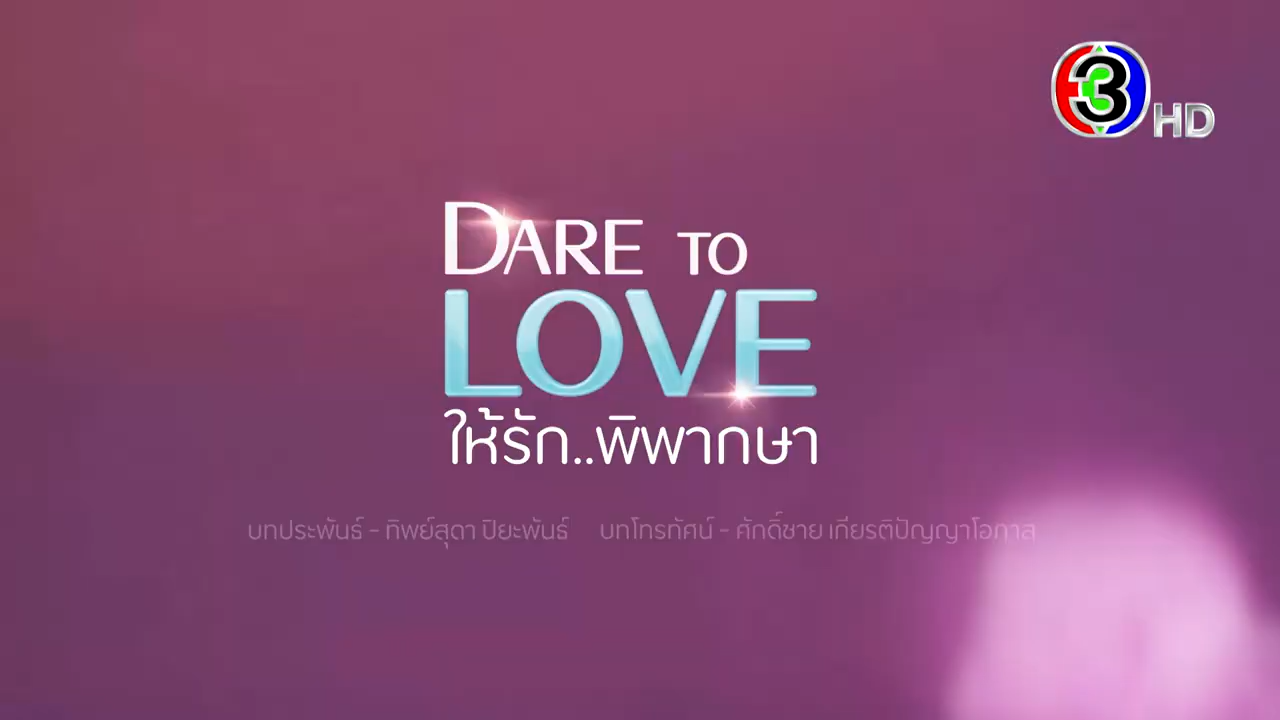 3 HD
DARE TO
LOVE
ให้รัก..พิพากษา
บทประพันธ์ - ทิพย์สุดา ปิยะพันธ์ บทโทรทัศน์ - ศักดิ์ชาย เกียรติปัญญาโอภาส